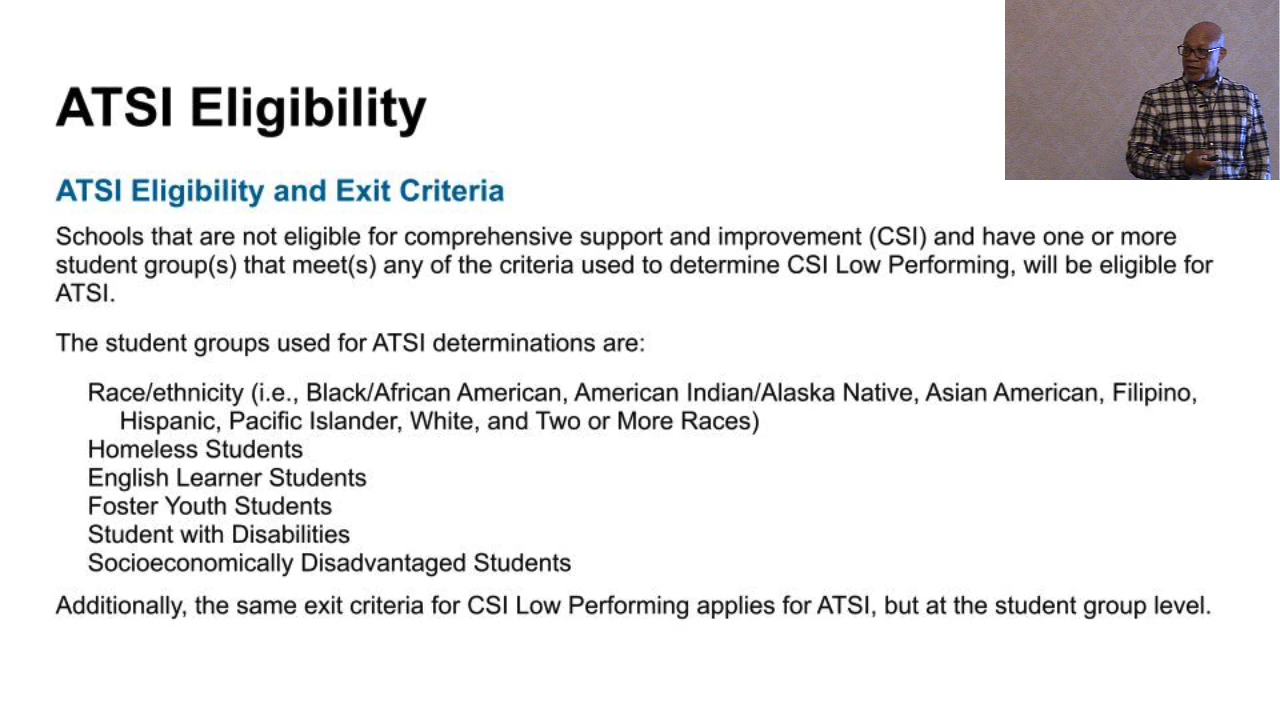 ATSI Eligibility
ATSI Eligibility and Exit Criteria
Schools that are not eligible for comprehensive support and improvement (CSI) and have one or more
student group(s) that meet(s) any of the criteria used to determine CSI Low Performing, will be eligible for
ATSI.
The student groups used for ATSI determinations are:
Race/ethnicity (i.e., Black/African American, American Indian/Alaska Native, Asian American, Filipino,
Hispanic, Pacific Islander, White, and Two or More Races)
Homeless Students
English Learner Students
Foster Youth Students
Student with Disabilities
Socioeconomically Disadvantaged Students
Additionally, the same exit criteria for CSI Low Performing applies for ATSI, but at the student group level.